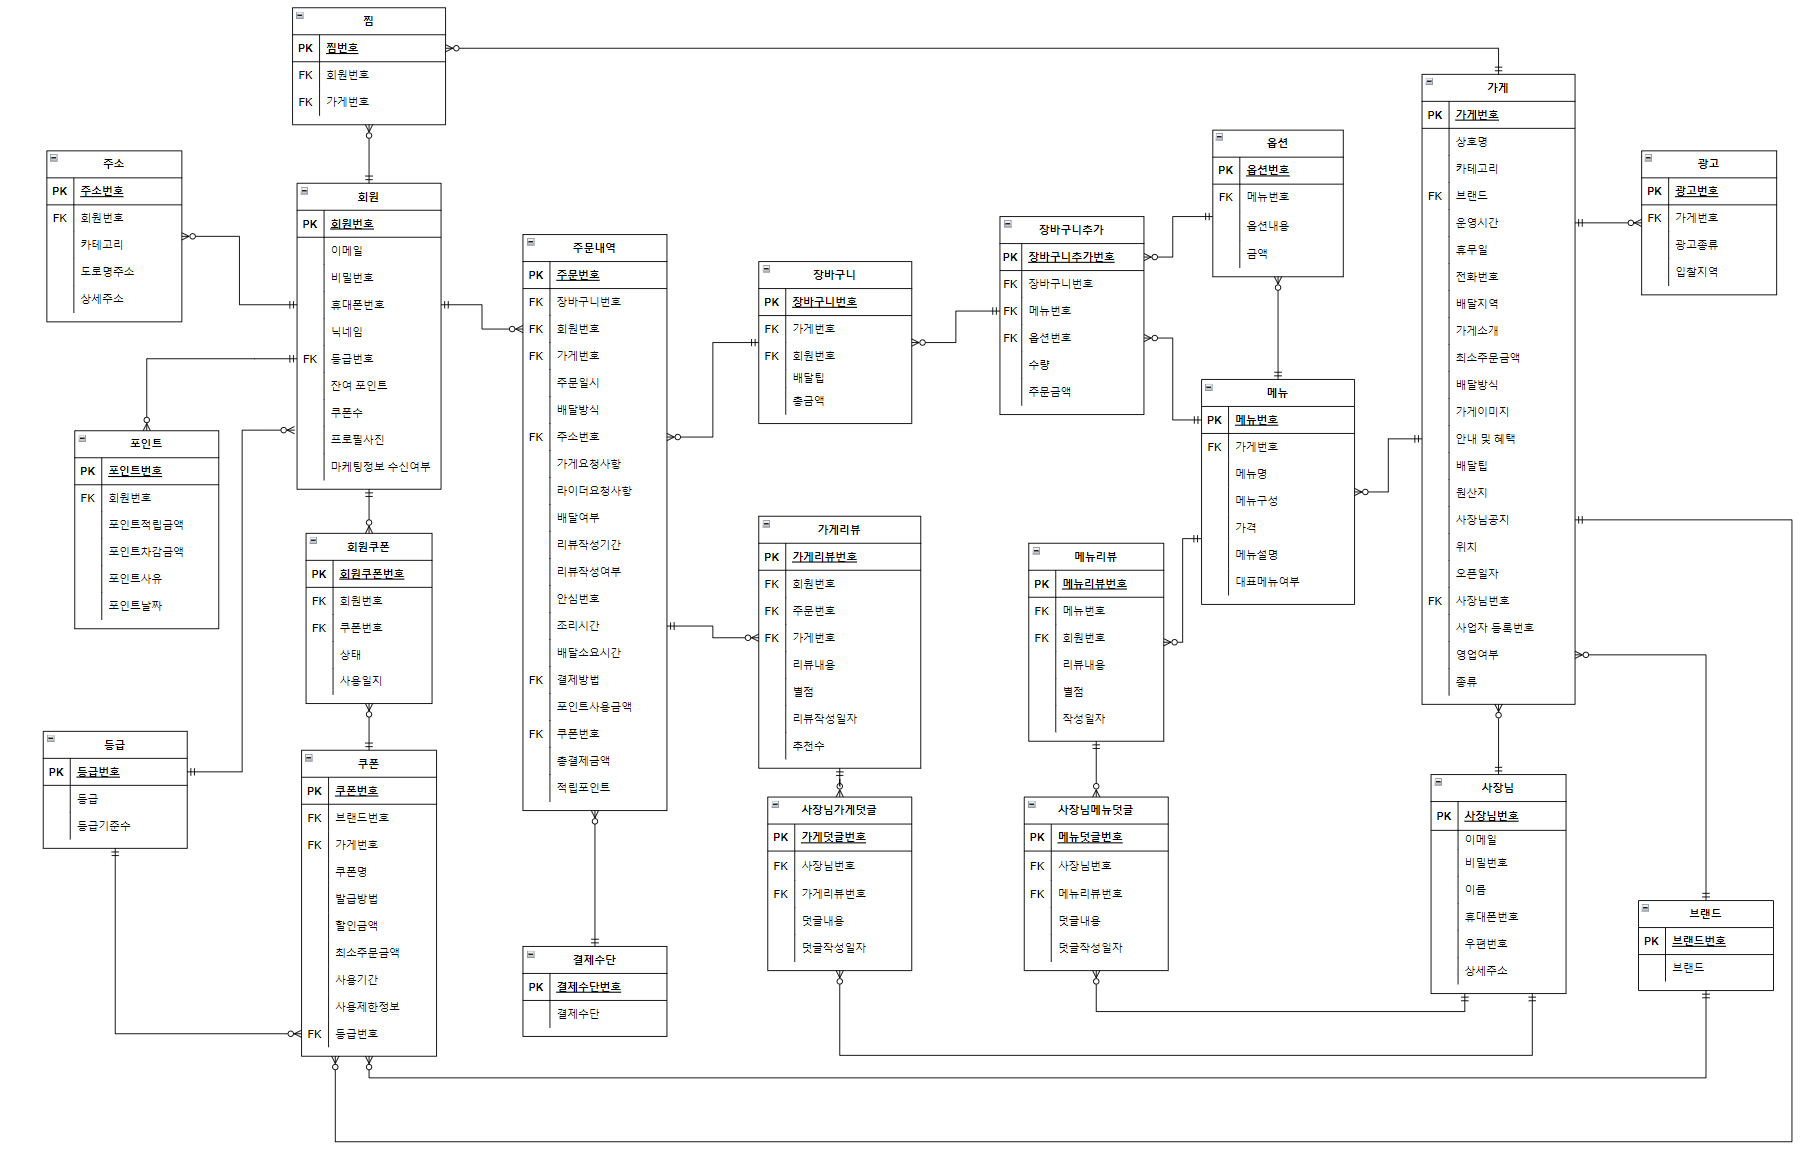 찜
PK 찜번호
FK 회원번호
FK 가게번호
주소
PK 주소번호
FK 회원번호
카테고리
도로명주소
상세주소
회원
PK 회원번호
이메일
비밀번호
휴대폰번호
닉네임
FK 등급번호
잔여 포인트
쿠폰수
프로필사진
마케팅정보 수신여부
포인트
PK 포인트번호
FK 회원번호
포인트적립금액
포인트차감금액
포인트사유
포인트날짜
회원쿠폰
PK 회원쿠폰번호
FK 회원번호
FK 쿠폰번호
상태
사용일지
등급
PK 등급번호
등급
등급기준수
쿠폰
PK 쿠폰번호
FK 브랜드번호
FK 가게번호
쿠폰명
발급방법
할인금액
최소주문금액
사용기간
사용제한정보
FK 등급번호
주문내역
PK 주문번호
FK 장바구니번호
FK 회원번호
FK 가게번호
주문일시
배달방식
FK 주소번호
가게요청사항
라이더요청사항
배달여부
리뷰작성기간
리뷰작성여부
안심번호
조리시간
배달소요시간
FK 결제방법
포인트사용금액
FK 쿠폰번호
총결제금액
적립포인트
결제수단
PK 결제수단번호
결제수단
장바구니
PK 장바구니번호
FK 가게번호
FK 회원번호
배달팁
총금액
가게리뷰
PK 가게리뷰번호
FK 회원번호
FK 주문번호
FK 가게번호
리뷰내용
별점
리뷰작성일자
추천수
사장님가게덧글
PK 가게덧글번호
FK 사장님번호
FK 가게리뷰번호
덧글내용
덧글작성일자
장바구니추가
PK 장바구니추가번호
FK 장바구니번호
FK 메뉴번호
FK 옵션번호
수량
주문금액
메뉴리뷰
PK 메뉴리뷰번호
FK 메뉴번호
FK 회원번호
리뷰내용
별점
작성일자
사장님메뉴덧글
PK 메뉴덧글번호
FK 사장님번호
FK 메뉴리뷰번호
덧글내용
덧글작성일자
옵션
PK 옵션번호
FK 메뉴번호
옵션내용
금액
메뉴
PK 메뉴번호
FK 가게번호
메뉴명
메뉴구성
가격
메뉴설명
대표메뉴여부
가게
PK 가게번호
상호명
카테고리
FK 브랜드
운영시간
휴무일
전화번호
배달지역
가게소개
최소주문금액
배달방식
가게이미지
안내 및 혜택
배달팁
원산지
사장님공지
위치
오픈일자
FK 사장님번호
사업자 등록번호
영업여부
종류
사장님
PK 사장님번호
이메일
비밀번호
이름
휴대폰번호
우편번호
상세주소
광고
PK 광고번호
FK 가게번호
광고종류
입찰지역
브랜드
PK 브랜드번호
브랜드